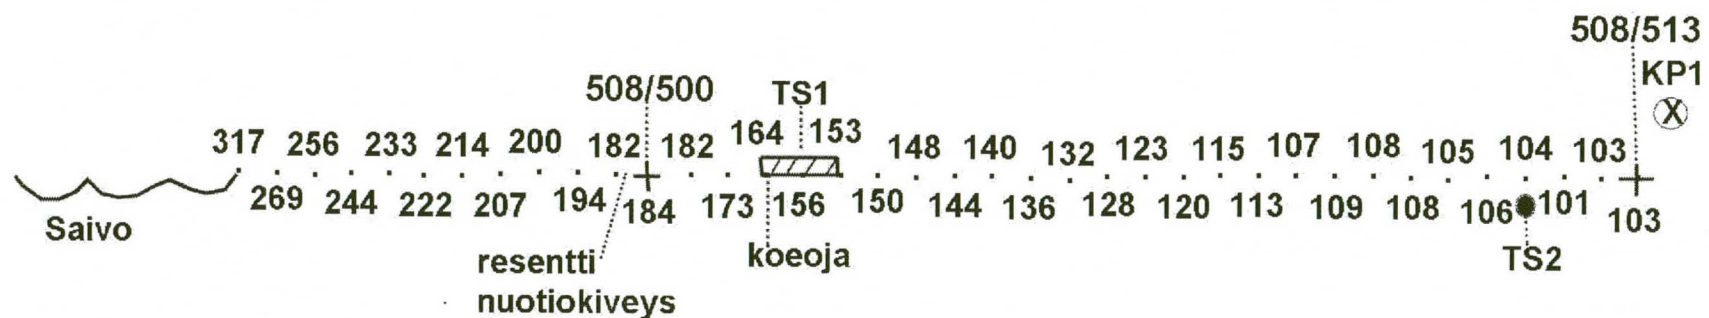 508/513
KP1
X
508/500
TS1
317 256 233 214 200 182 182 164 153 148 140 132 123 115 107 108 105 104 103
269 244 222 207 194 184 173 156 150 144 136 128 120 113 109 108 106 101 103
Saivo
resentti
nuotiokiveys
koeoja
TS2